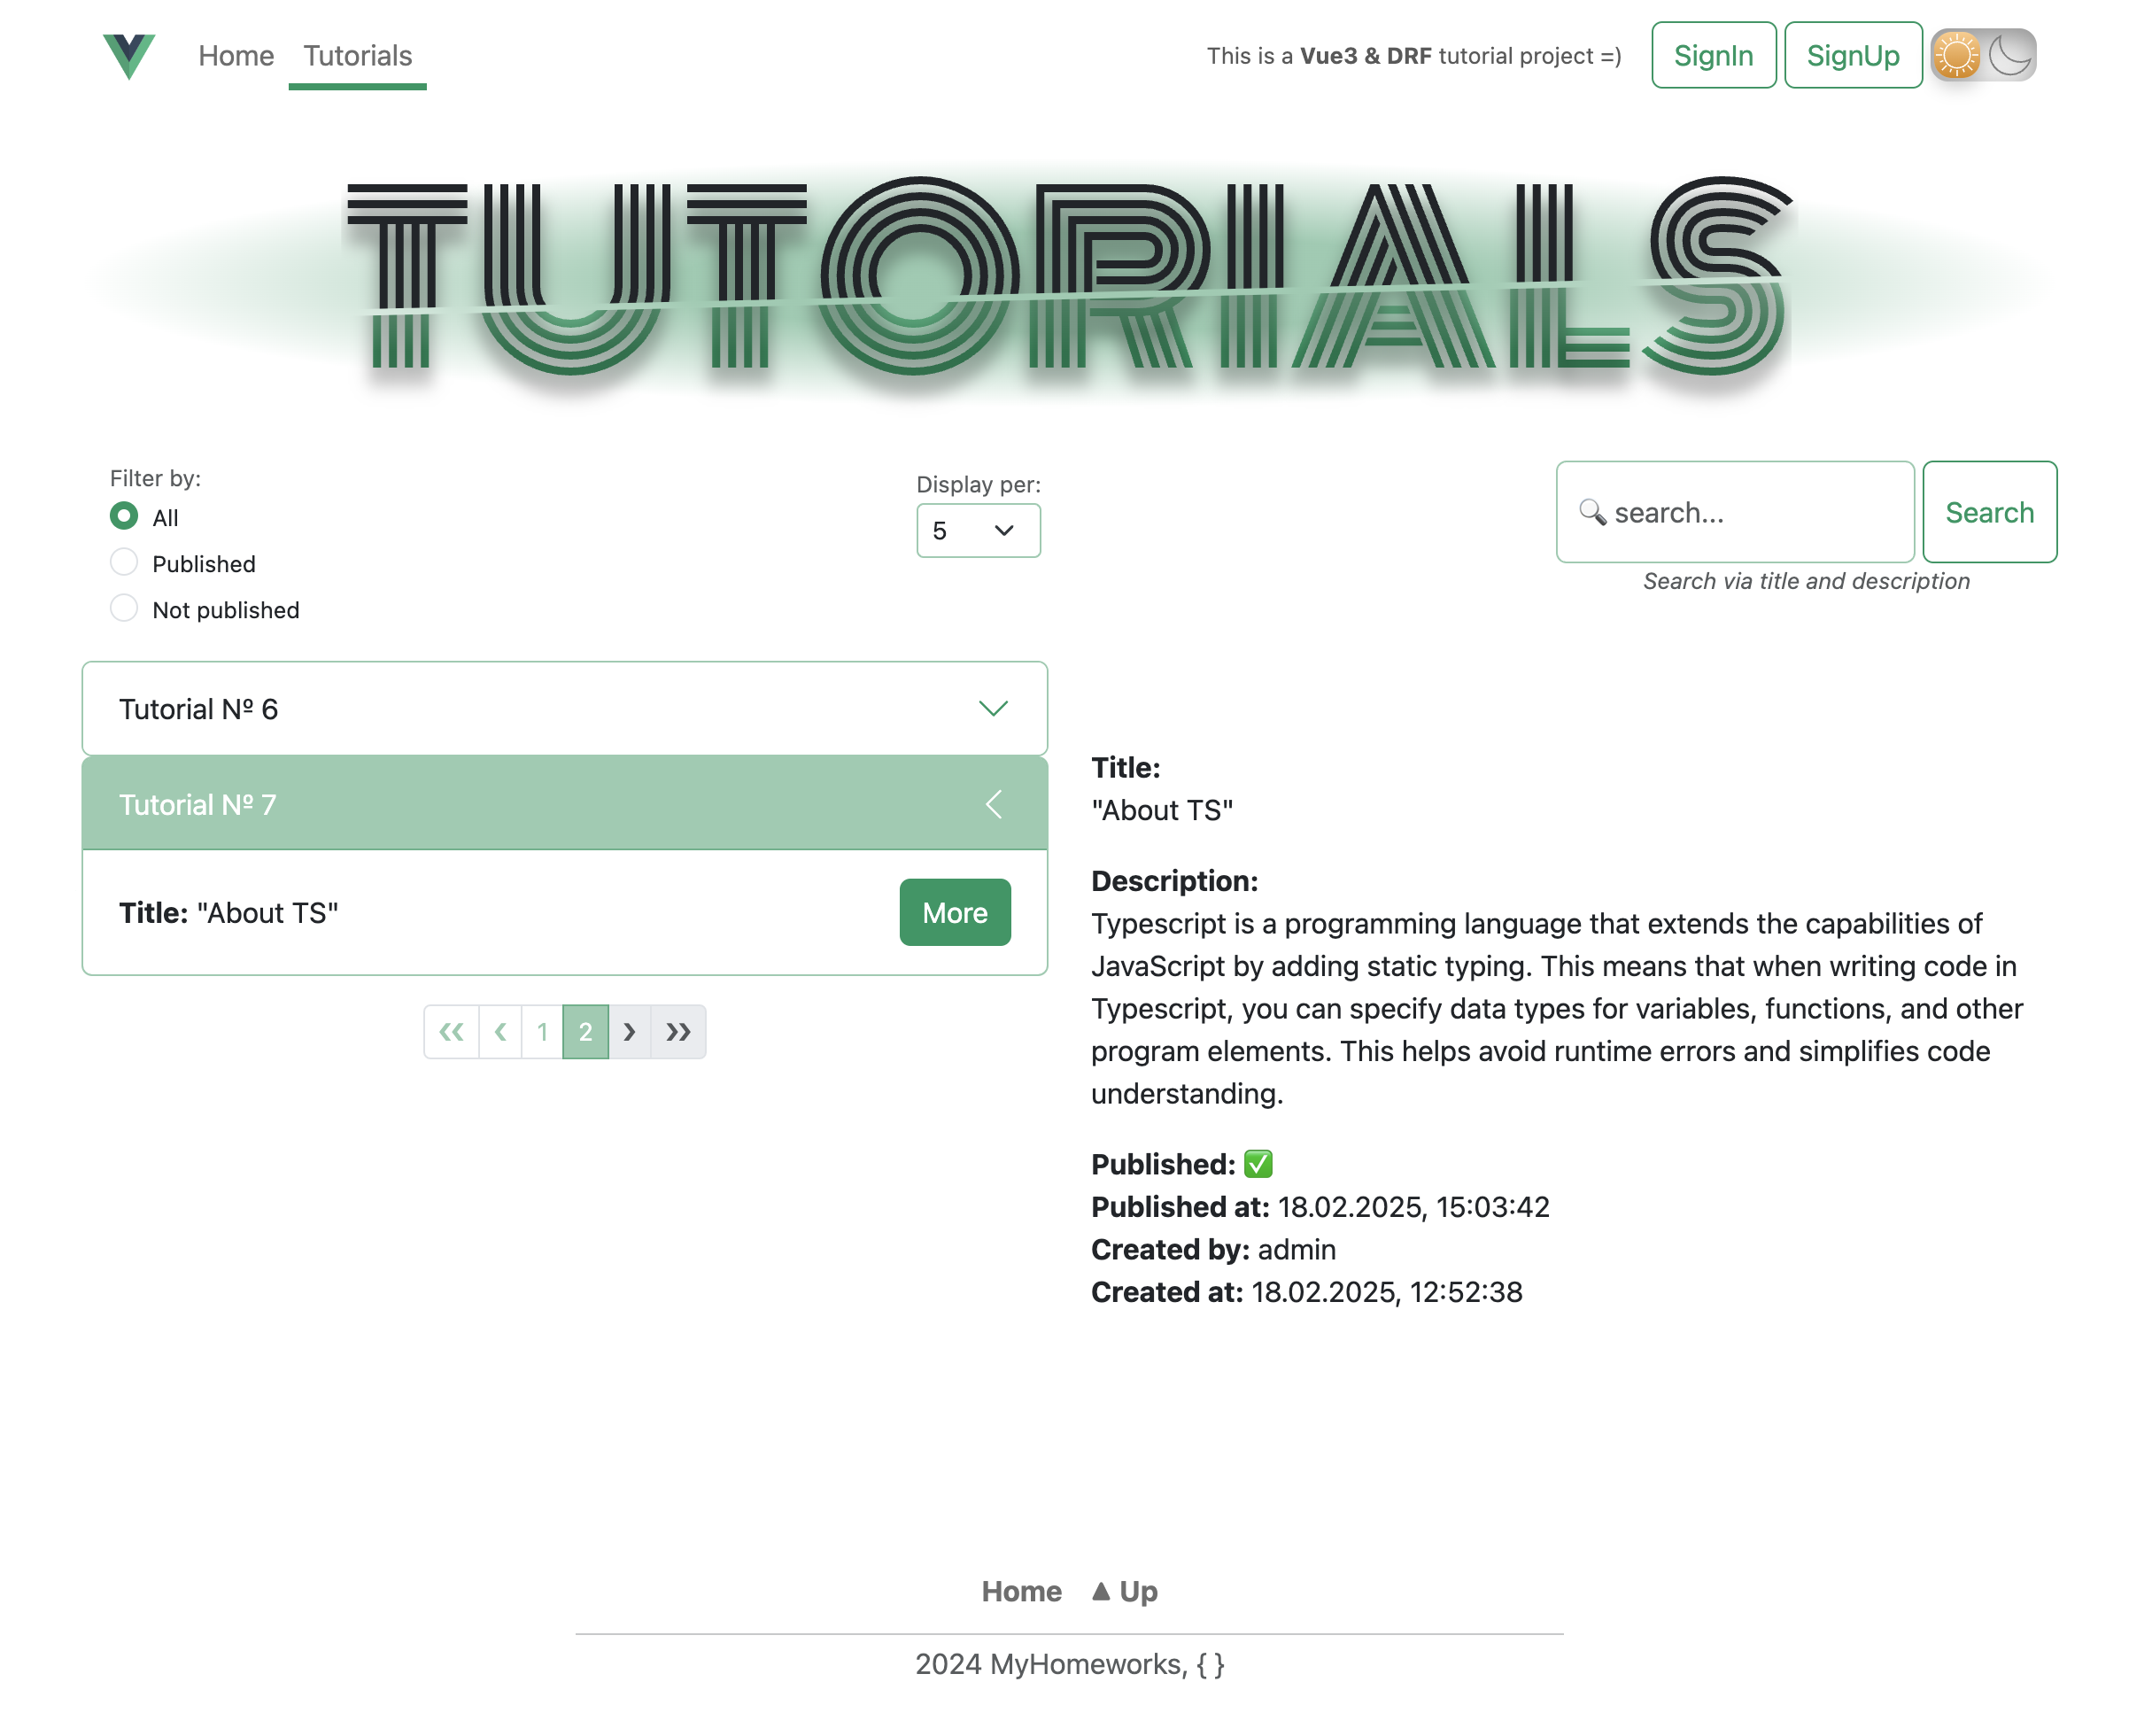 Home Tutorials This is a Vue3 & DRF tutorial project =) SignIn SignUp
TUTORIALS
Filter by:
All
Published
Not published
Display per:
5
🔍 search... Search
Search via title and description
Tutorial Nº 6
Tutorial Nº 7
Title: "About TS" More
« ‹ 1 2 › »
Title:
"About TS"
Description:
Typescript is a programming language that extends the capabilities of
JavaScript by adding static typing. This means that when writing code in
Typescript, you can specify data types for variables, functions, and other
program elements. This helps avoid runtime errors and simplifies code
understanding.
Published: ✅
Published at: 18.02.2025, 15:03:42
Created by: admin
Created at: 18.02.2025, 12:52:38
Home ▲ Up
2024 MyHomeworks, { }